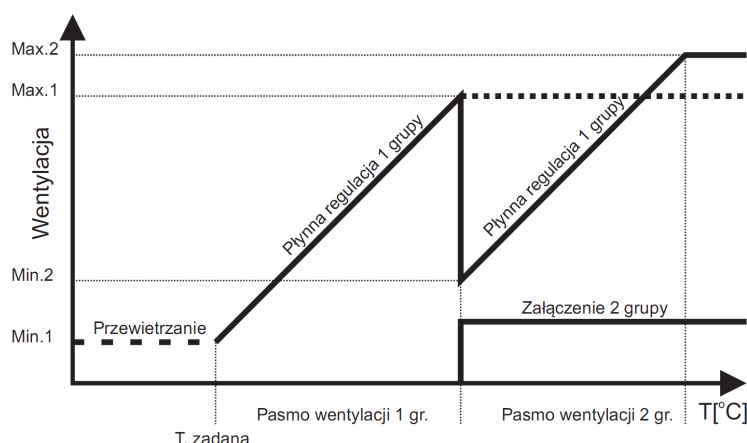 Max.2
Max.1
Wentylacja
Płynna regulacja 1 grupy
Płynna regulacja 1 grupy
Min.2
Załączenie 2 grupy
Przewietrzanie
Min.1
Pasmo wentylacji 1 gr.
Pasmo wentylacji 2 gr.
T[°C]
T. zadana